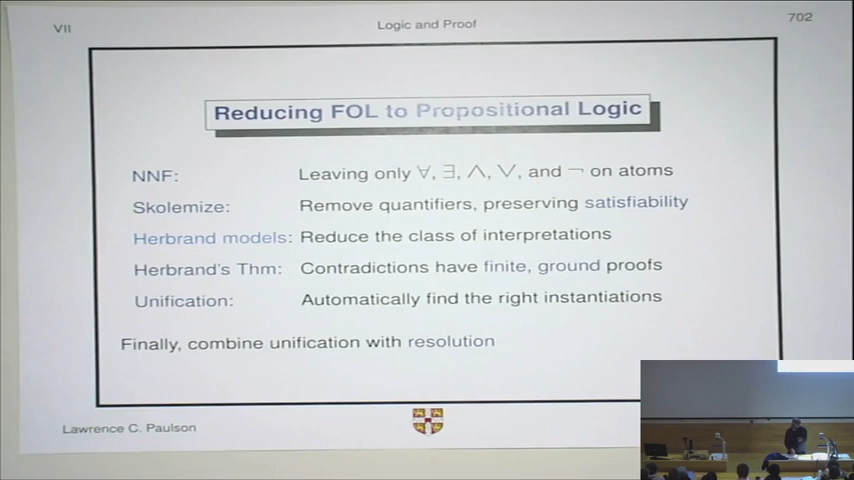 VII
Logic and Proof
702
Reducing FOL to Propositional Logic
NNF: Leaving only ∀, ∃, ∧, ∨, and ¬ on atoms
Skolemize: Remove quantifiers, preserving satisfiability
Herbrand models: Reduce the class of interpretations
Herbrand's Thm: Contradictions have finite, ground proofs
Unification: Automatically find the right instantiations
Finally, combine unification with resolution
Lawrence C. Paulson